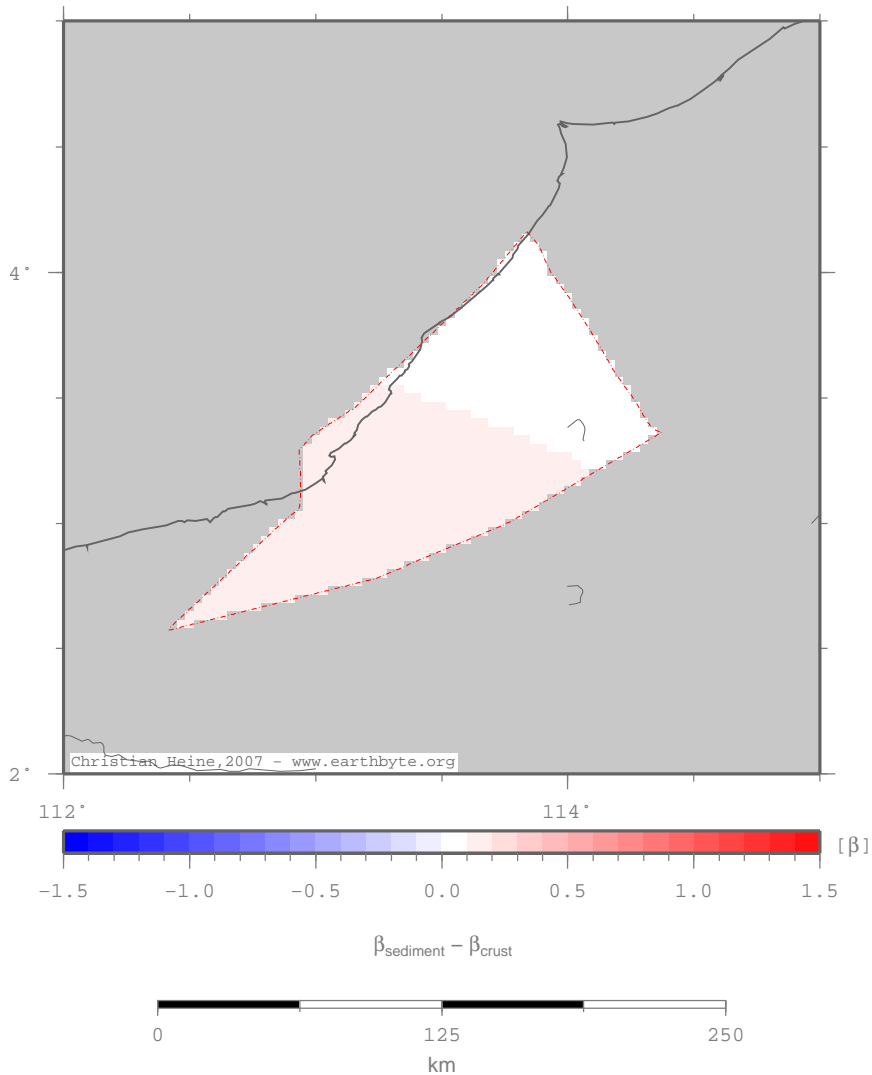 4°
2°
Christian Heine,2007 - www.earthbyte.org
112° 114°
[β]
-1.5 -1.0 -0.5 0.0 0.5 1.0 1.5
βsediment – βcrust
0 125 250
km